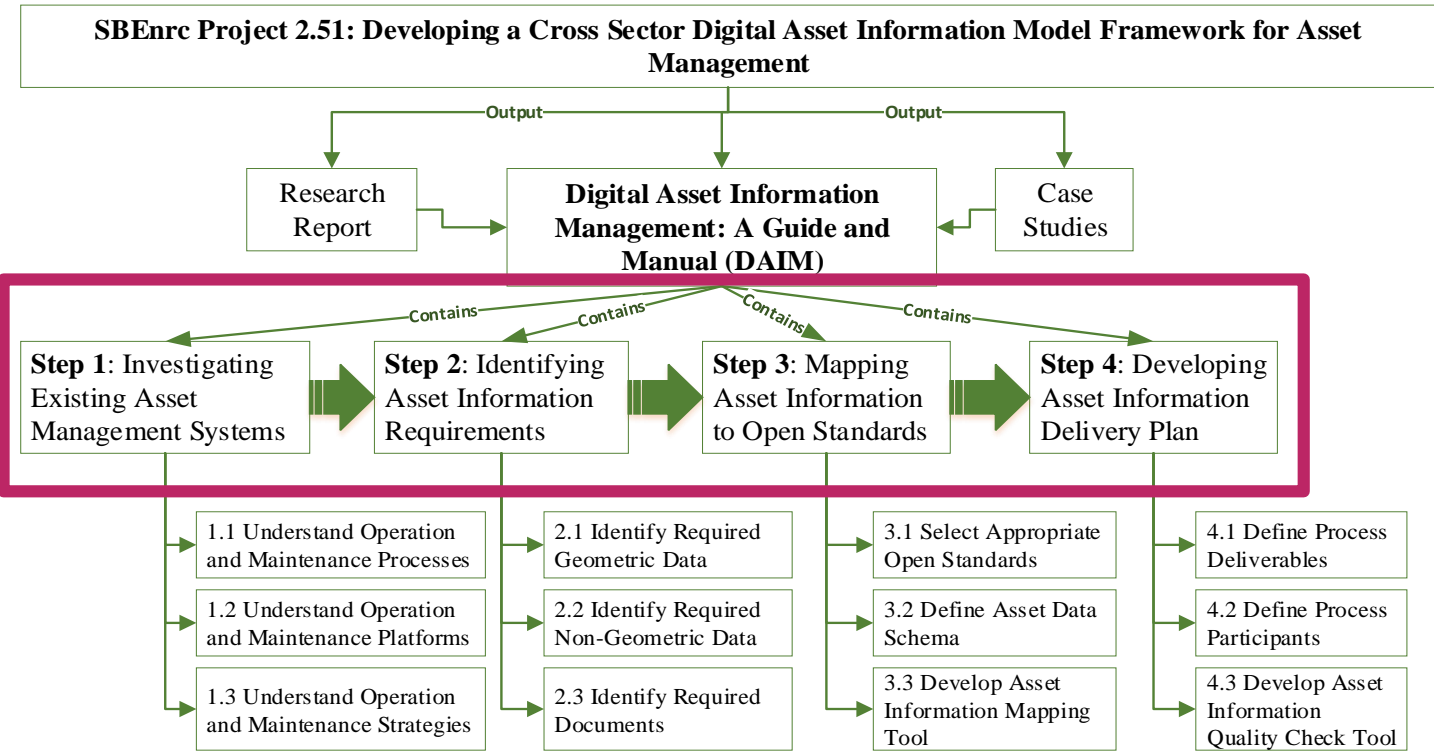 SBEnrc Project 2.51: Developing a Cross Sector Digital Asset Information Model Framework for Asset
Management
Output
Output
Research
Report
Digital Asset Information
Management: A Guide and
Manual (DAIM)
Case
Studies
Contains
Contains
Contains
Contains
Step 1: Investigating
Existing Asset
Management Systems
Step 2: Identifying
Asset Information
Requirements
Step 3: Mapping
Asset Information
to Open Standards
Step 4: Developing
Asset Information
Delivery Plan
1.1 Understand Operation
and Maintenance Processes
1.2 Understand Operation
and Maintenance Platforms
1.3 Understand Operation
and Maintenance Strategies
2.1 Identify Required
Geometric Data
2.2 Identify Required
Non-Geometric Data
2.3 Identify Required
Documents
3.1 Select Appropriate
Open Standards
3.2 Define Asset Data
Schema
3.3 Develop Asset
Information Mapping
Tool
4.1 Define Process
Deliverables
4.2 Define Process
Participants
4.3 Develop Asset
Information
Quality Check Tool